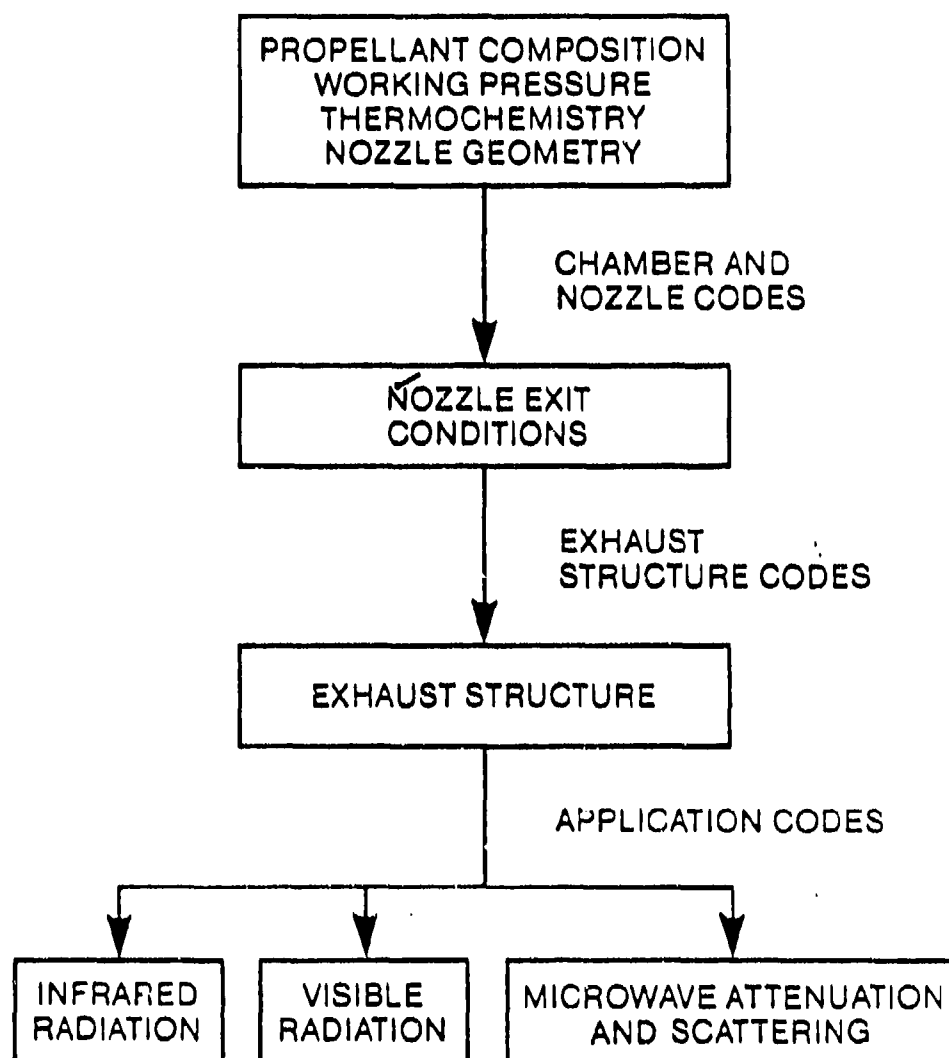 PROPELLANT COMPOSITION
WORKING PRESSURE
THERMOCHEMISTRY
NOZZLE GEOMETRY
CHAMBER AND
NOZZLE CODES
NOZZLE EXIT
CONDITIONS
EXHAUST
STRUCTURE CODES
EXHAUST STRUCTURE
APPLICATION CODES
INFRARED
RADIATION
VISIBLE
RADIATION
MICROWAVE ATTENUATION
AND SCATTERING